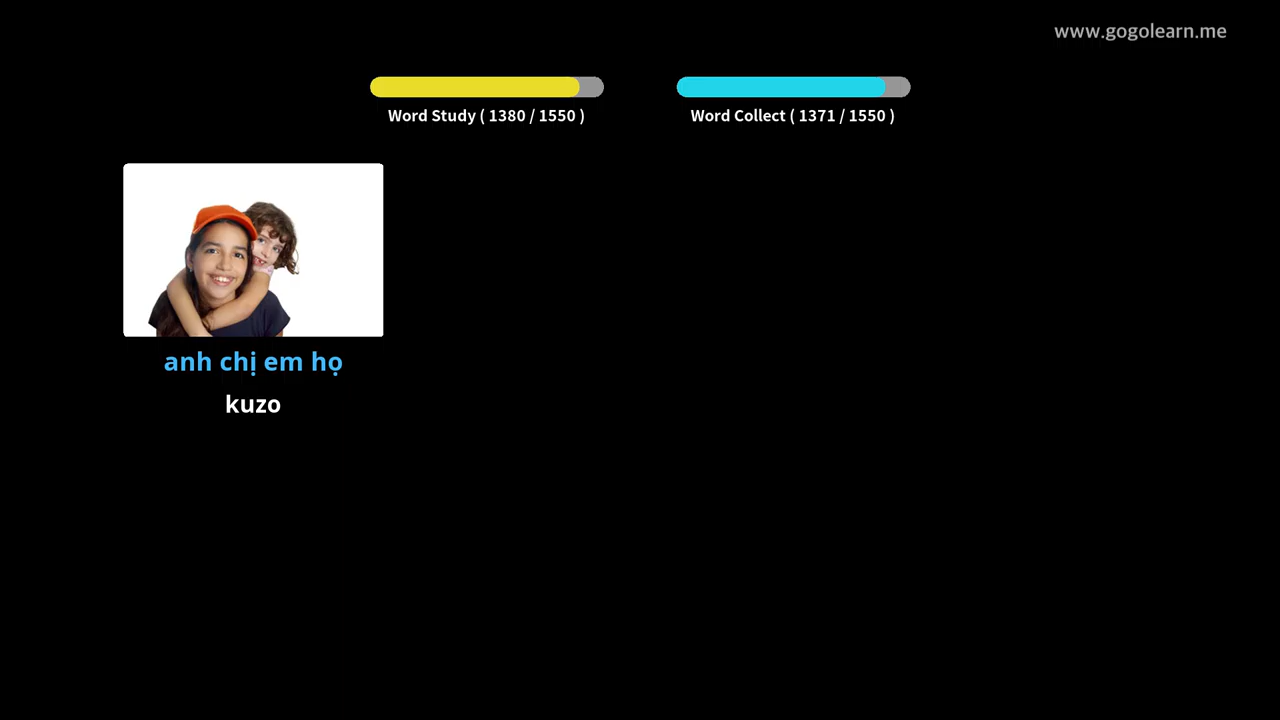 www.gogolearn.me
Word Study ( 1380 / 1550 )
Word Collect ( 1371 / 1550 )
anh chị em họ
kuzo